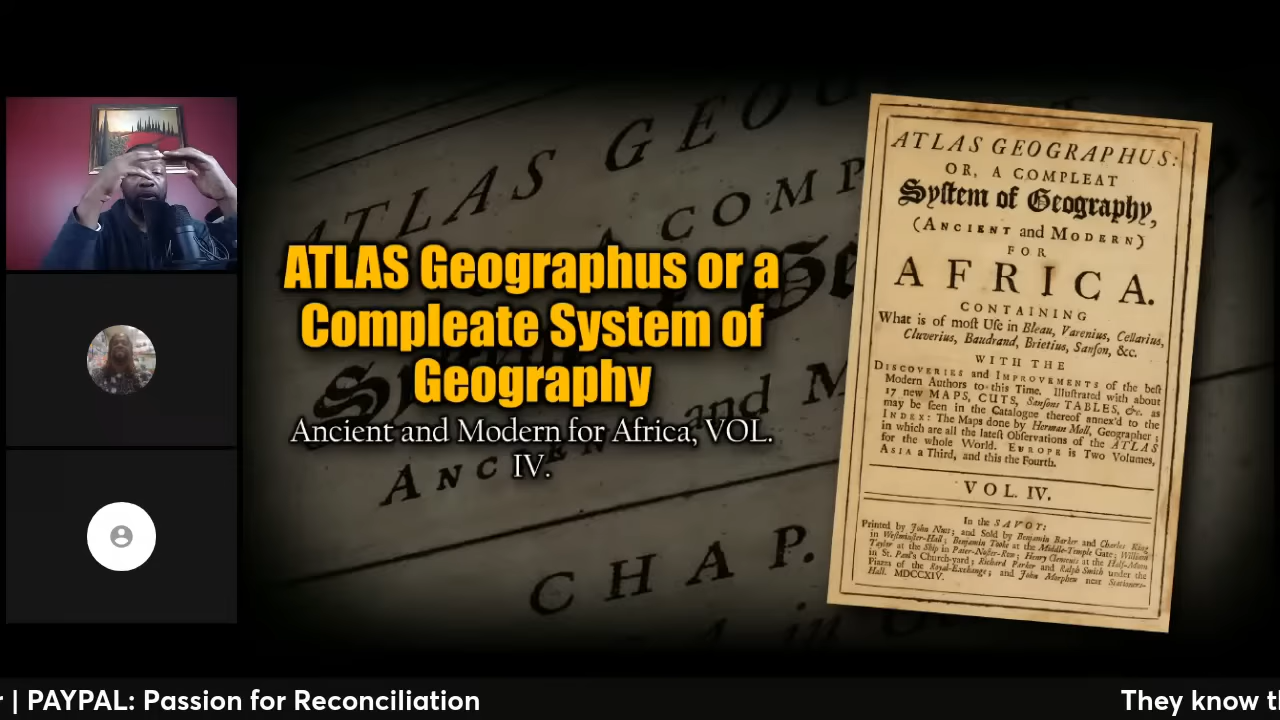 ATLAS Geographus or a
Compleate System of
Geography
Ancient and Modern for Africa, VOL.
IV.
ATLAS GEOGRAPHUS:
OR, A COMPLEAT
Syſtem of Geography,
(ANCIENT and MODERN)
FOR
AFRICA.
CONTAINING
What is of moſt Uſe in Bleau, Varenius, Cellarius,
Cluverius, Baudrand, Brietius, Sanſon, &c.
WITH THE
DISCOVERIES and IMPROVEMENTS of the beſt
Modern Authors to this Time. Illuſtrated with about
17 new MAPS, CUTS, Sanſons TABLES, &c. as
may be ſeen in the Catalogue thereof annex'd to the
INDEX: The Maps done by Herman Moll, Geographer;
in which are all the lateſt Obſervations of the ATLAS
for the whole World. EUROPE is Two Volumes,
ASIA a Third, and this the Fourth.
VOL. IV.
In the SAVOY:
Printed by John Nutt; and Sold by Benjamin Barker and Charles King
in Weſtminſter-Hall; Benjamin Tooke at the Middle-Temple Gate; William
Taylor at the Ship in Pater-Noſter-Row; Henry Clements at the Half-Moon
in St. Paul's Church-yard; Richard Parker and Ralph Smith under the
Piazza of the Royal-Exchange; and John Morphew next Stationers-
Hall. MDCCXIV.
ATLAS GEO
A COMP
Ge
Sy
ANCIEN and M
CHAP.
r | PAYPAL: Passion for Reconciliation
They know th